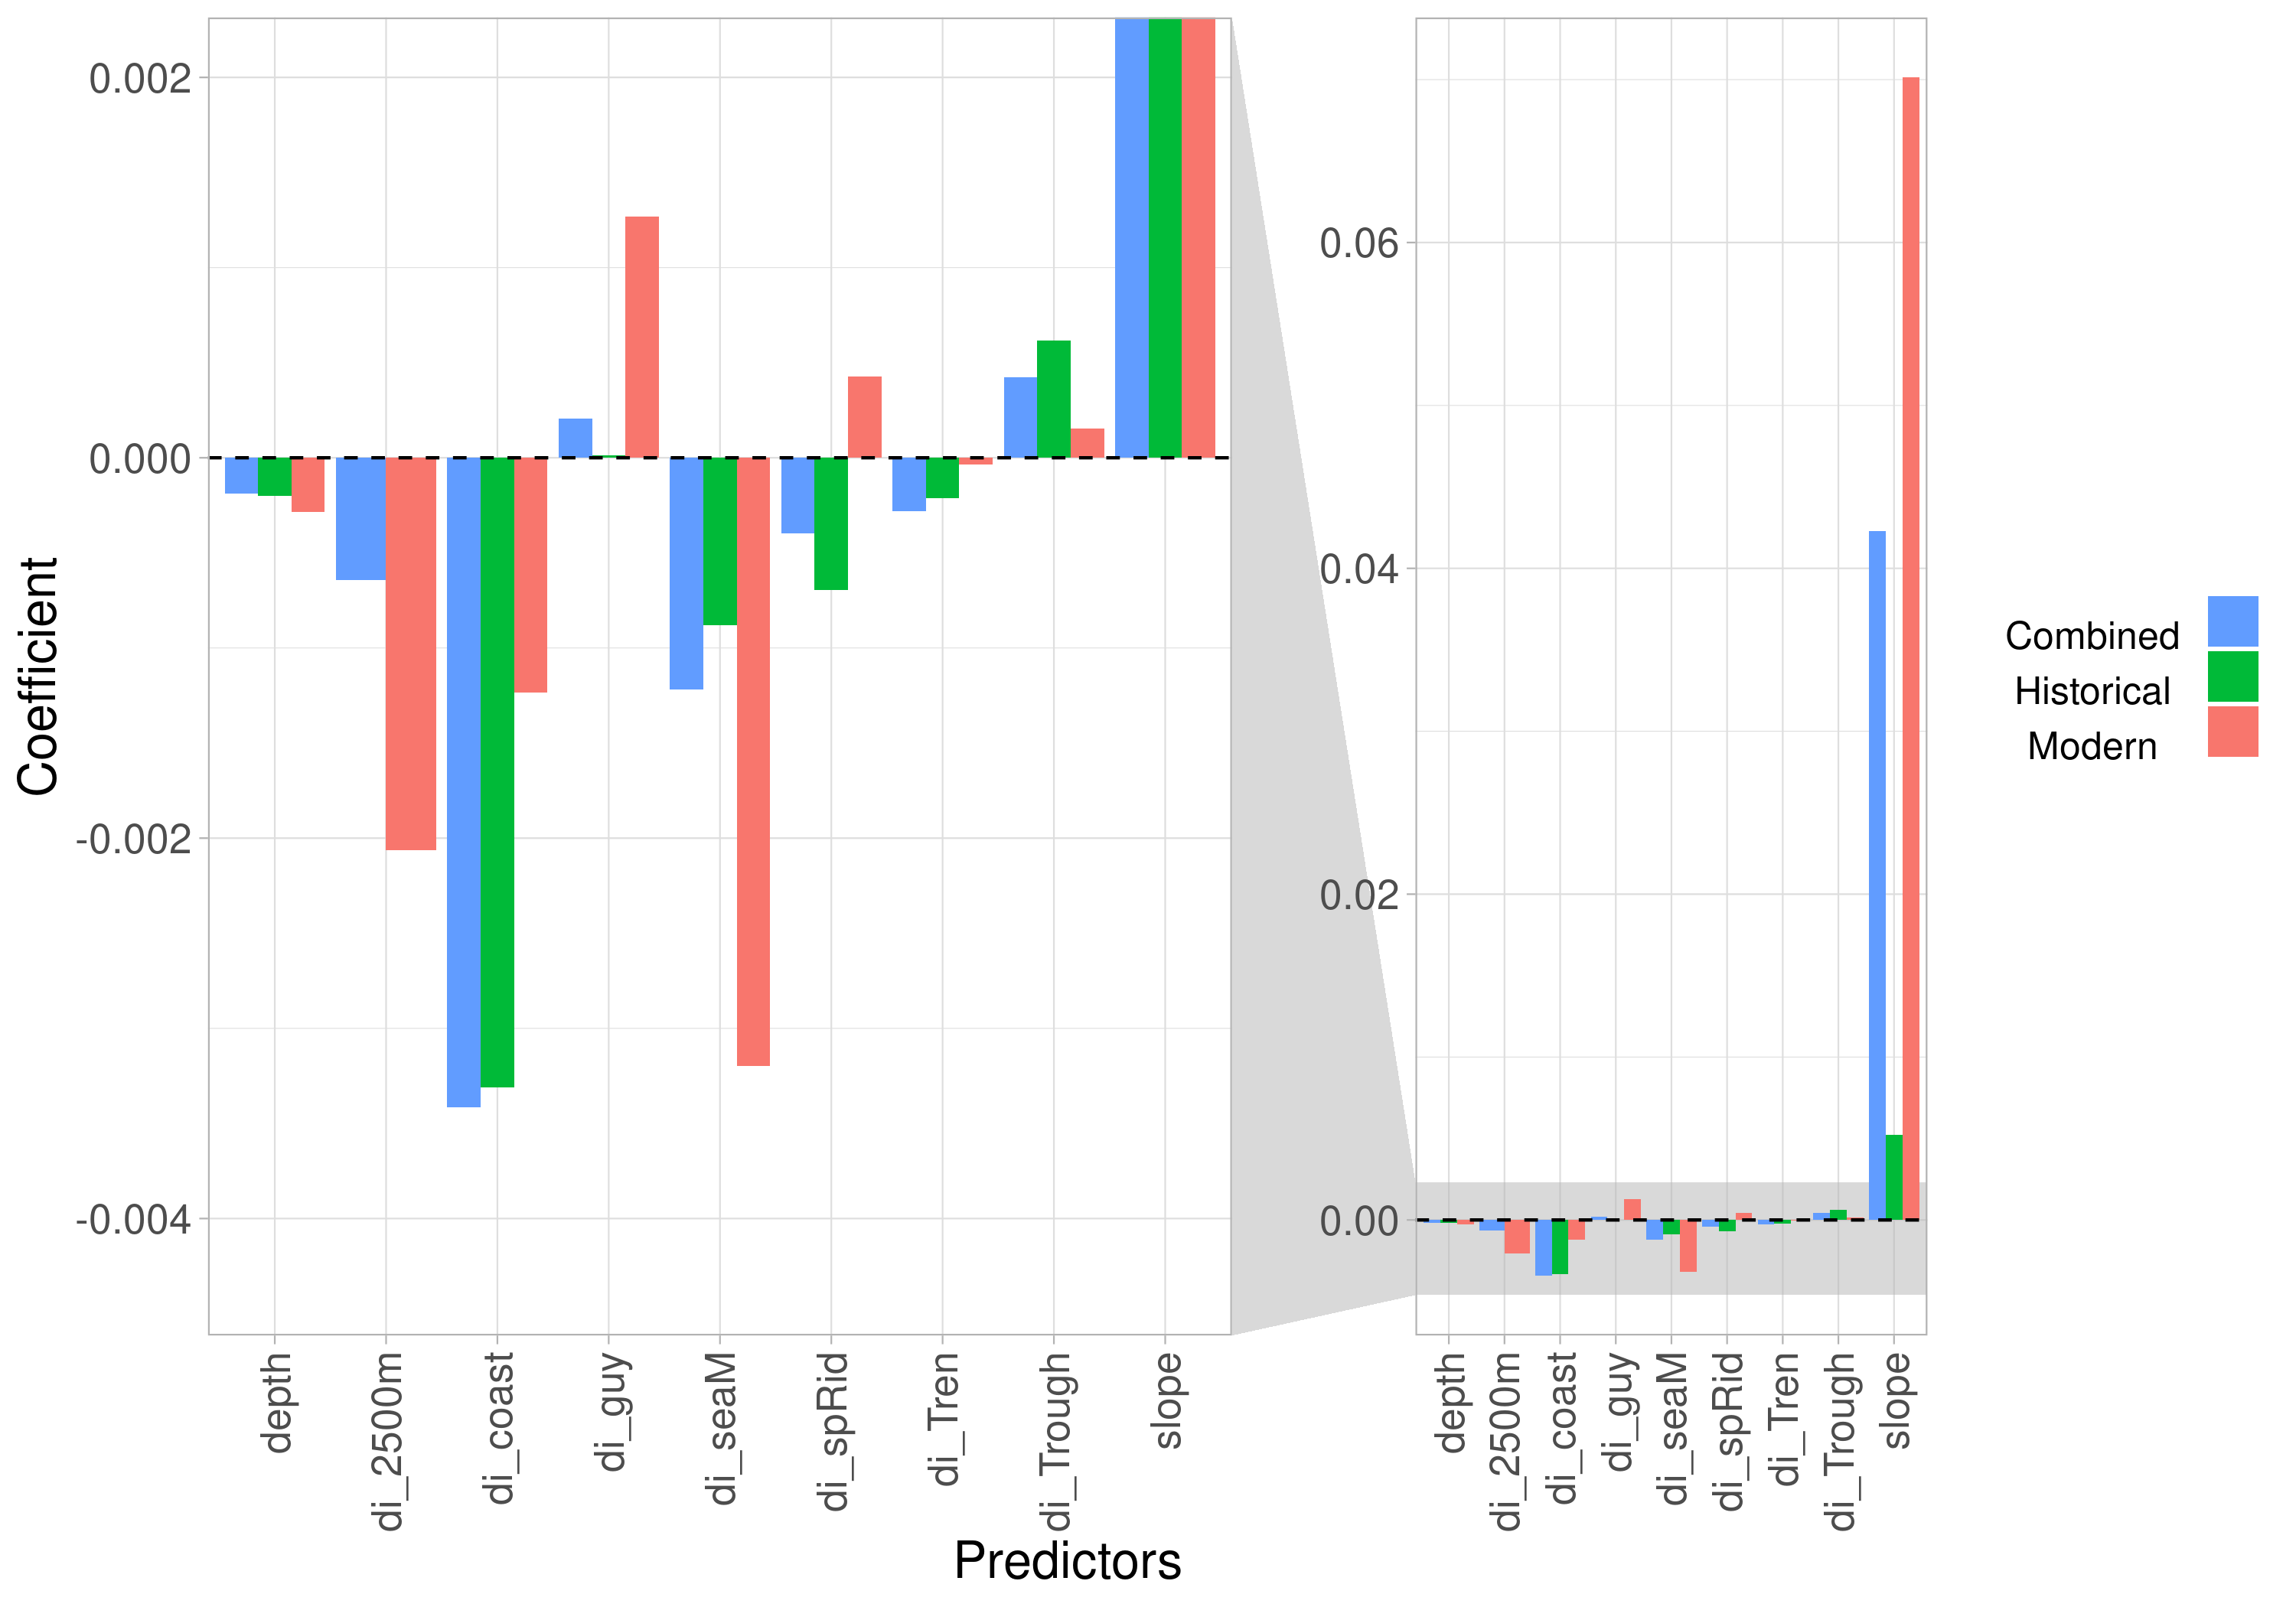 Coefficient
0.002
0.000
-0.002
-0.004
depth
di_2500m
di_coast
di_guy
di_seaM
di_spRid
di_Tren
di_Trough
slope
0.06
0.04
0.02
0.00
depth
di_2500m
di_coast
di_guy
di_seaM
di_spRid
di_Tren
di_Trough
slope
Predictors
Combined
Historical
Modern